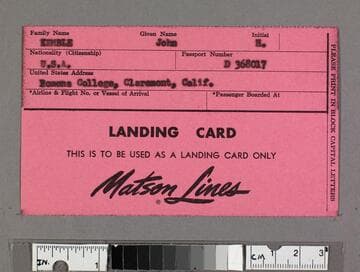 Family Name Given Name Initial
KEMBLE John H.
Nationality (Citizenship) Passport Number
U.S.A. D 368017
United States Address
Pomona College, Claremont, Calif.
*Airline & Flight No. or Vessel of Arrival *Passenger Boarded At
PLEASE PRINT IN BLOCK CAPITAL LETTERS
LANDING CARD
THIS IS TO BE USED AS A LANDING CARD ONLY
Matson Lines
®
IN. 1 CM 1 2 3